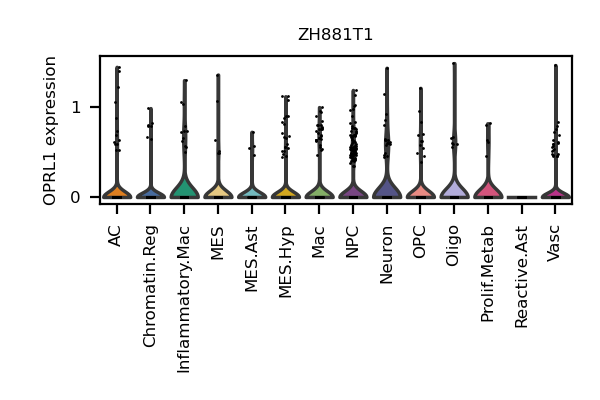 ZH881T1
OPRL1 expression
1
0
AC
Chromatin.Reg
Inflammatory.Mac
MES
MES.Ast
MES.Hyp
Mac
NPC
Neuron
OPC
Oligo
Prolif.Metab
Reactive.Ast
Vasc